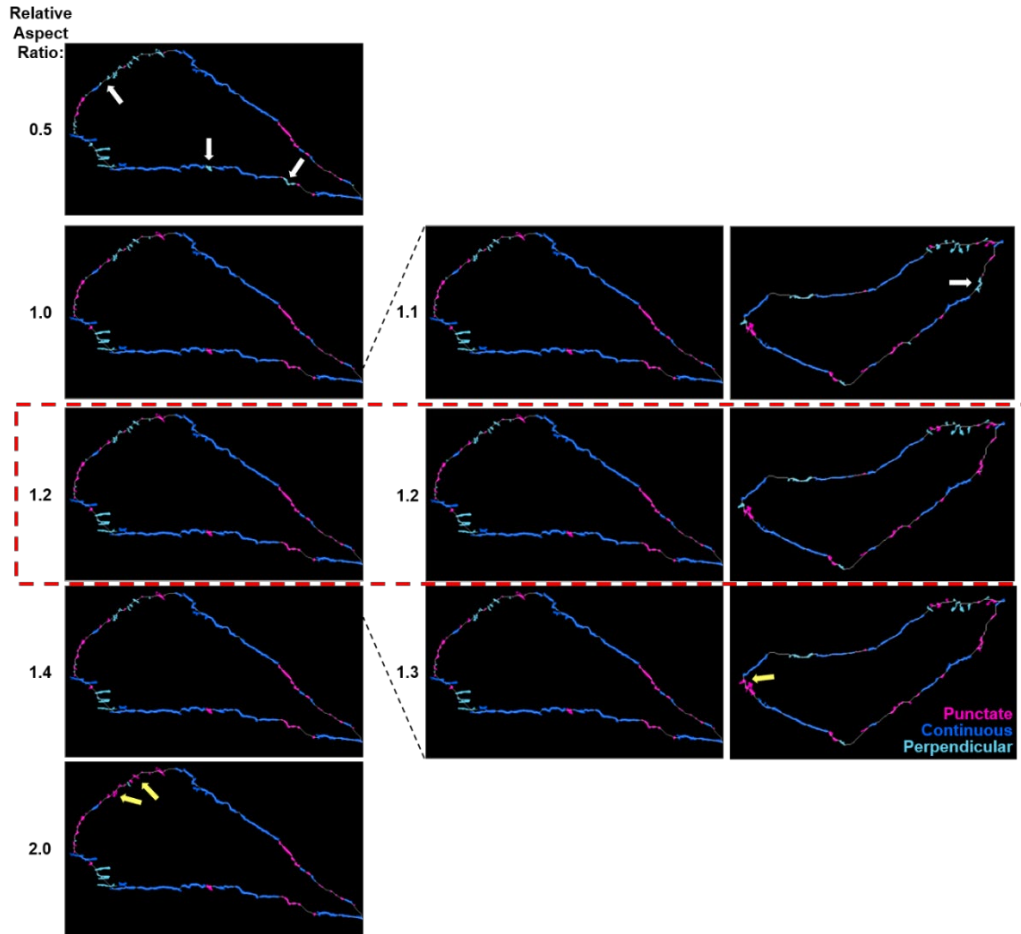 Relative
Aspect
Ratio:
0.5
1.0
1.1
1.2
1.2
1.4
1.3
Punctate
Continuous
Perpendicular
2.0